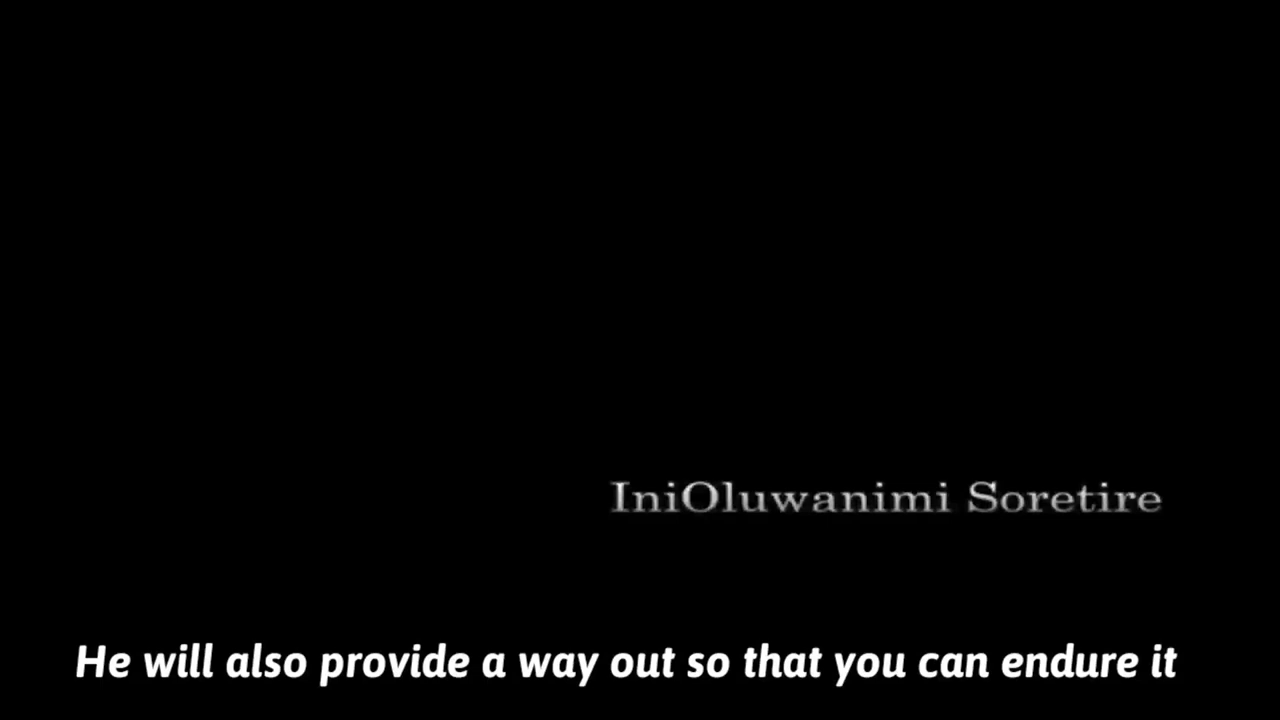 IniOluwanimi Soretire
He will also provide a way out so that you can endure it